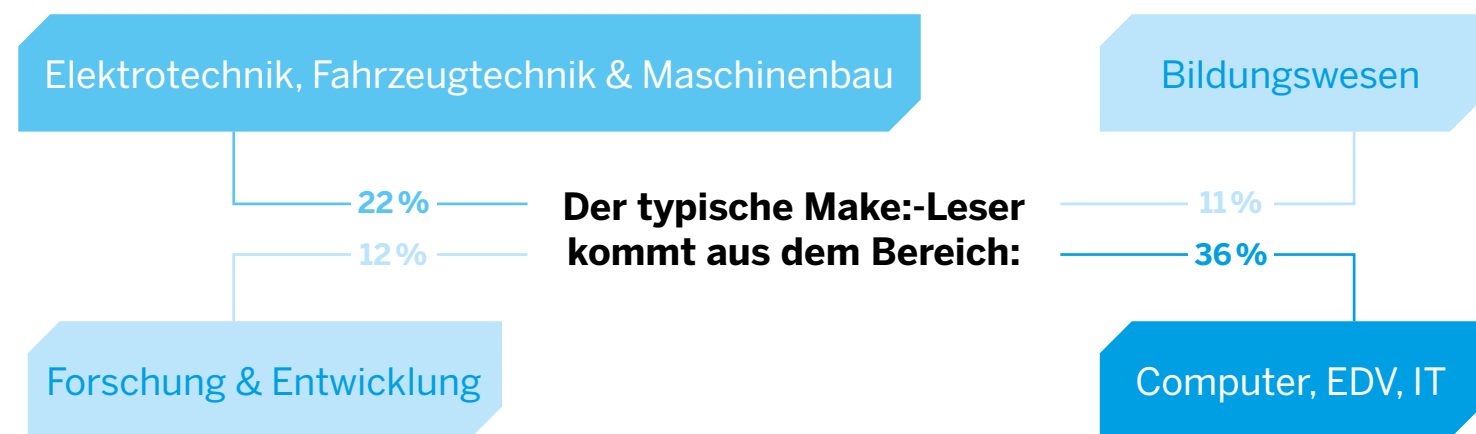 Elektrotechnik, Fahrzeugtechnik & Maschinenbau
Bildungswesen
22 %
Der typische Make:-Leser
11 %
12 %
kommt aus dem Bereich:
36 %
Forschung & Entwicklung
Computer, EDV, IT